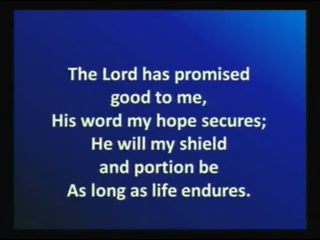 The Lord has promised
good to me,
His word my hope secures;
He will my shield
and portion be
As long as life endures.